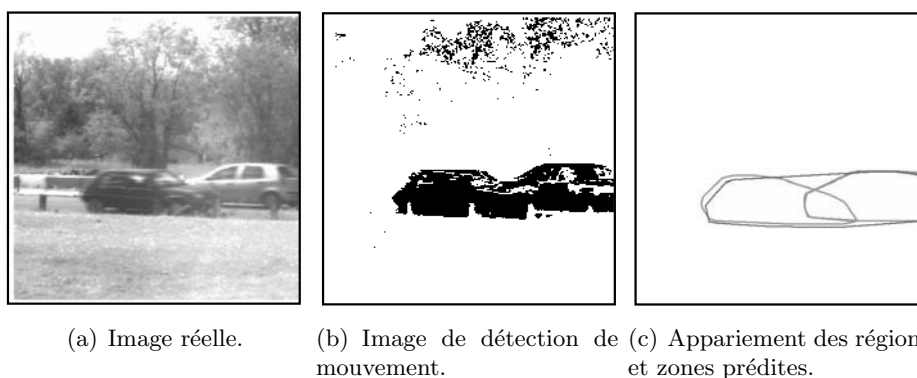 (a) Image réelle.
(b) Image de détection de
mouvement.
(c) Appariement des région
et zones prédites.